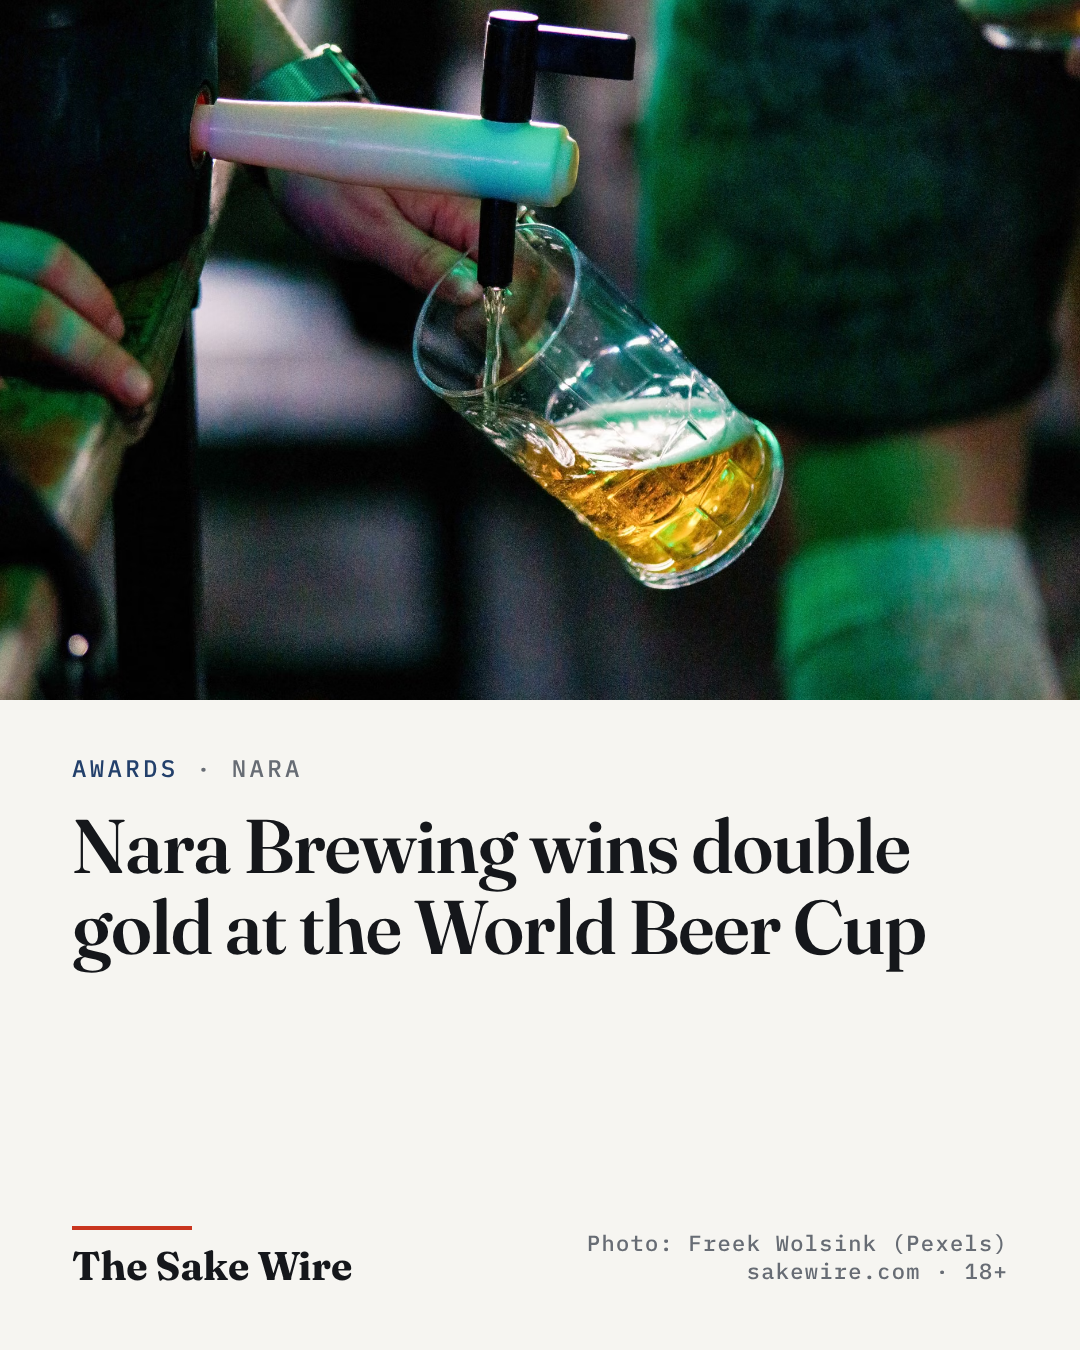 AWARDS · NARA
Nara Brewing wins double
gold at the World Beer Cup
The Sake Wire
Photo: Freek Wolsink (Pexels)
sakewire.com · 18+